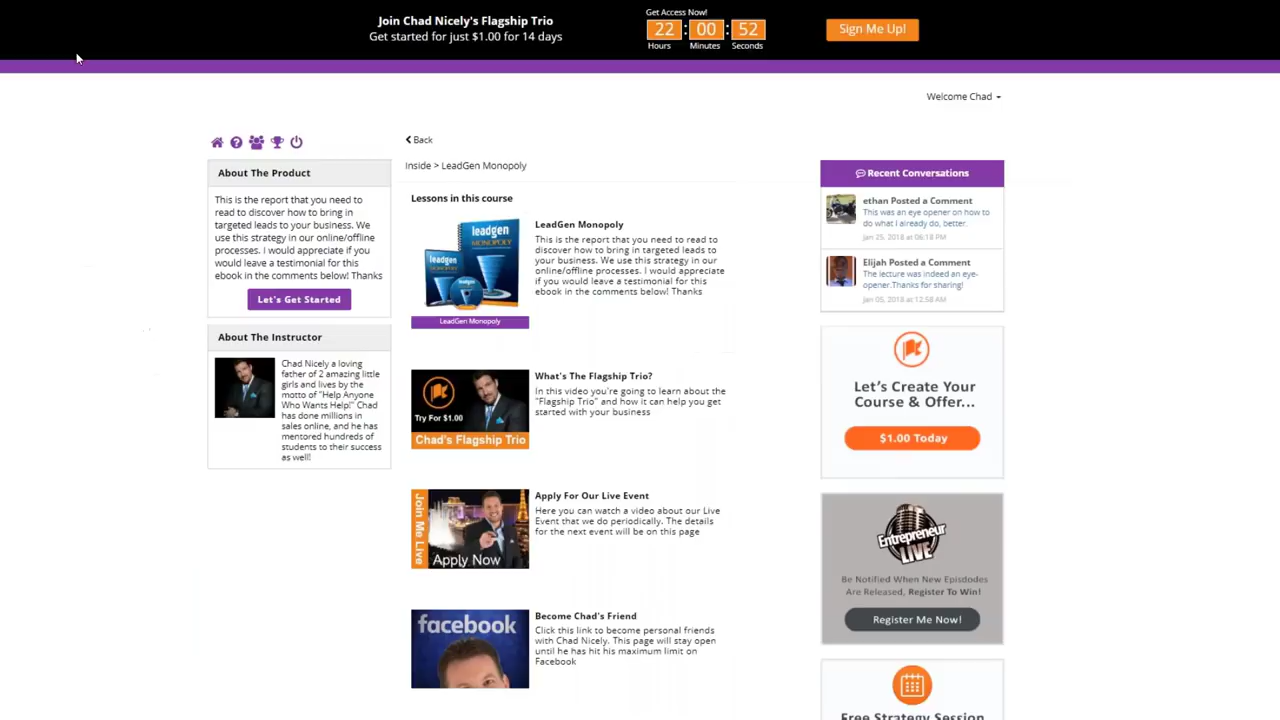 Join Chad Nicely's Flagship Trio
Get started for just $1.00 for 14 days
Get Access Now!
22 : 00 : 52
Hours Minutes Seconds
Sign Me Up!
Welcome Chad
Back
Inside > LeadGen Monopoly
About The Product
This is the report that you need to
read to discover how to bring in
targeted leads to your business. We
use this strategy in our online/offline
processes. I would appreciate if you
would leave a testimonial for this
ebook in the comments below! Thanks
Let's Get Started
About The Instructor
Chad Nicely a loving
father of 2 amazing little
girls and lives by the
motto of "Help Anyone
Who Wants Help!" Chad
has done millions in
sales online, and he has
mentored hundreds of
students to their success
as well!
Lessons in this course
leadgen
MONOPOLY
LeadGen Monopoly
LeadGen Monopoly
This is the report that you need to read to
discover how to bring in targeted leads to
your business. We use this strategy in our
online/offline processes. I would appreciate
if you would leave a testimonial for this
ebook in the comments below! Thanks
Try For $1.00
Chad's Flagship Trio
What's The Flagship Trio?
In this video you're going to learn about the
"Flagship Trio" and how it can help you get
started with your business
Join Me Live
Apply Now
Apply For Our Live Event
Here you can watch a video about our Live
Event that we do periodically. The details
for the next event will be on this page
facebook
Become Chad's Friend
Click this link to become personal friends
with Chad Nicely. This page will stay open
until he has hit his maximum limit on
Facebook
Recent Conversations
ethan Posted a Comment
This was an eye opener on how to
do what I already do, better.
Jan 25, 2018 at 06:18 PM
Elijah Posted a Comment
The lecture was indeed an eye-
opener.Thanks for sharing!
Jan 05, 2018 at 12:58 AM
Let's Create Your
Course & Offer...
$1.00 Today
Entrepreneur
LIVE
Be Notified When New Epidsodes
Are Released, Register To Win!
Register Me Now!
Free Strategy Session